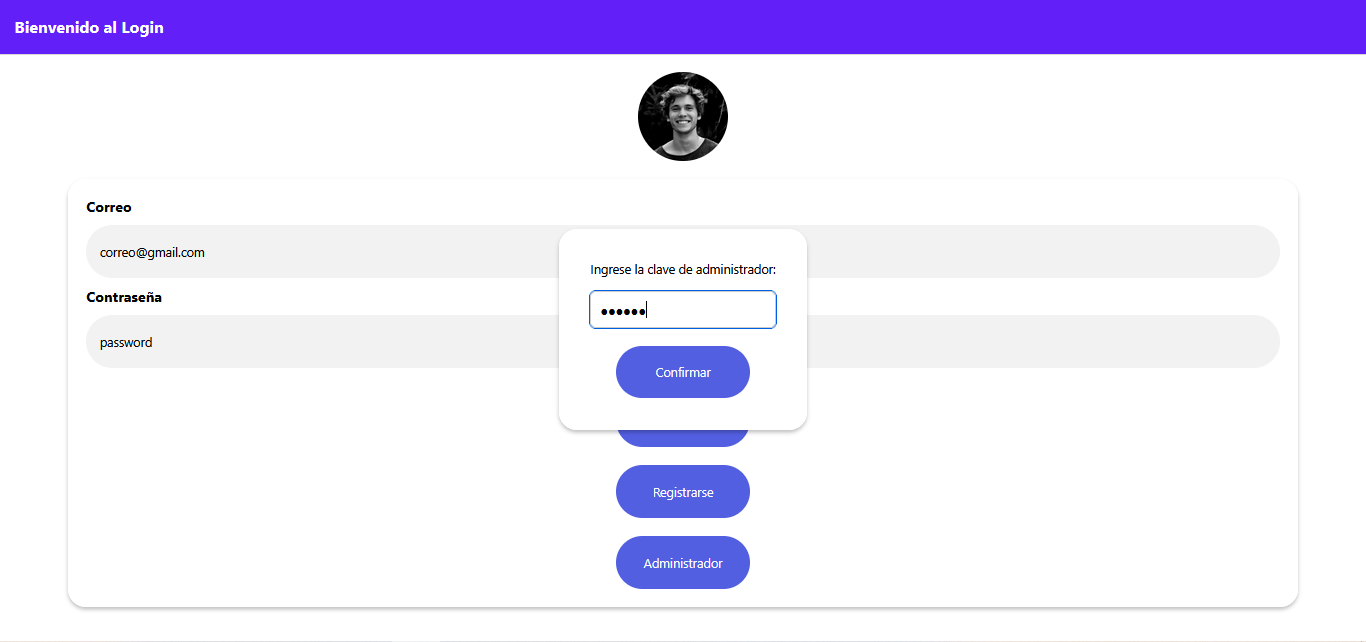 Bienvenido al Login
Correo
correo@gmail.com
Contraseña
password
Ingrese la clave de administrador:
••••••
Confirmar
Registrarse
Administrador